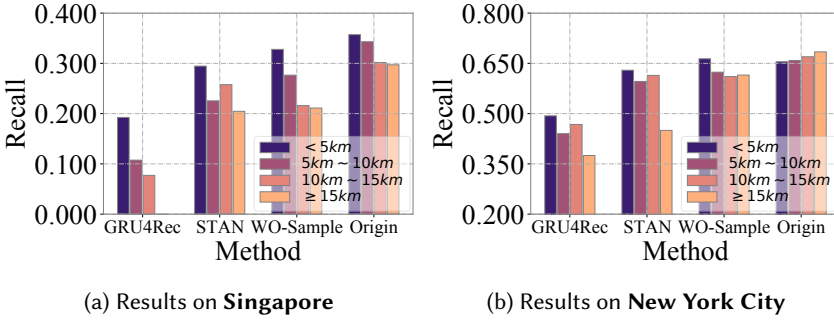 0.400
0.300
0.200
0.100
0.000
Recall
< 5km
5km ~ 10km
10km ~ 15km
≥ 15km
GRU4Rec STAN WO-Sample Origin
Method
(a) Results on Singapore
0.800
0.650
0.500
0.350
0.200
Recall
< 5km
5km ~ 10km
10km ~ 15km
≥ 15km
GRU4Rec STAN WO-Sample Origin
Method
(b) Results on New York City